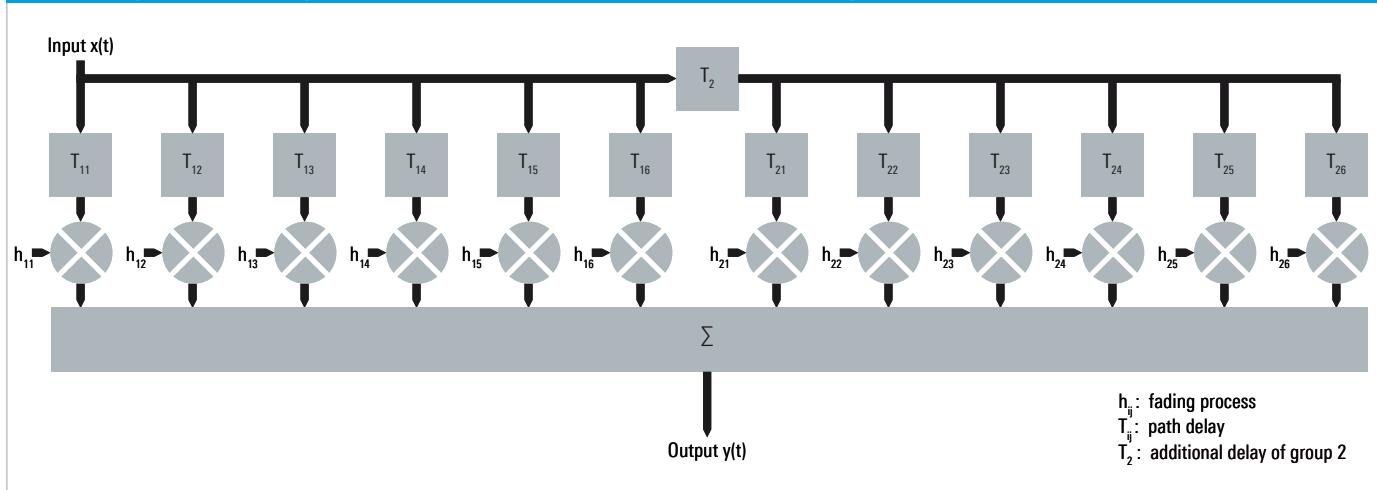 Input x(t)
T2
T11 T12 T13 T14 T15 T16 T21 T22 T23 T24 T25 T26
h11 h12 h13 h14 h15 h16 h21 h22 h23 h24 h25 h26
Σ
hij : fading process
Tij : path delay
T2 : additional delay of group 2
Output y(t)